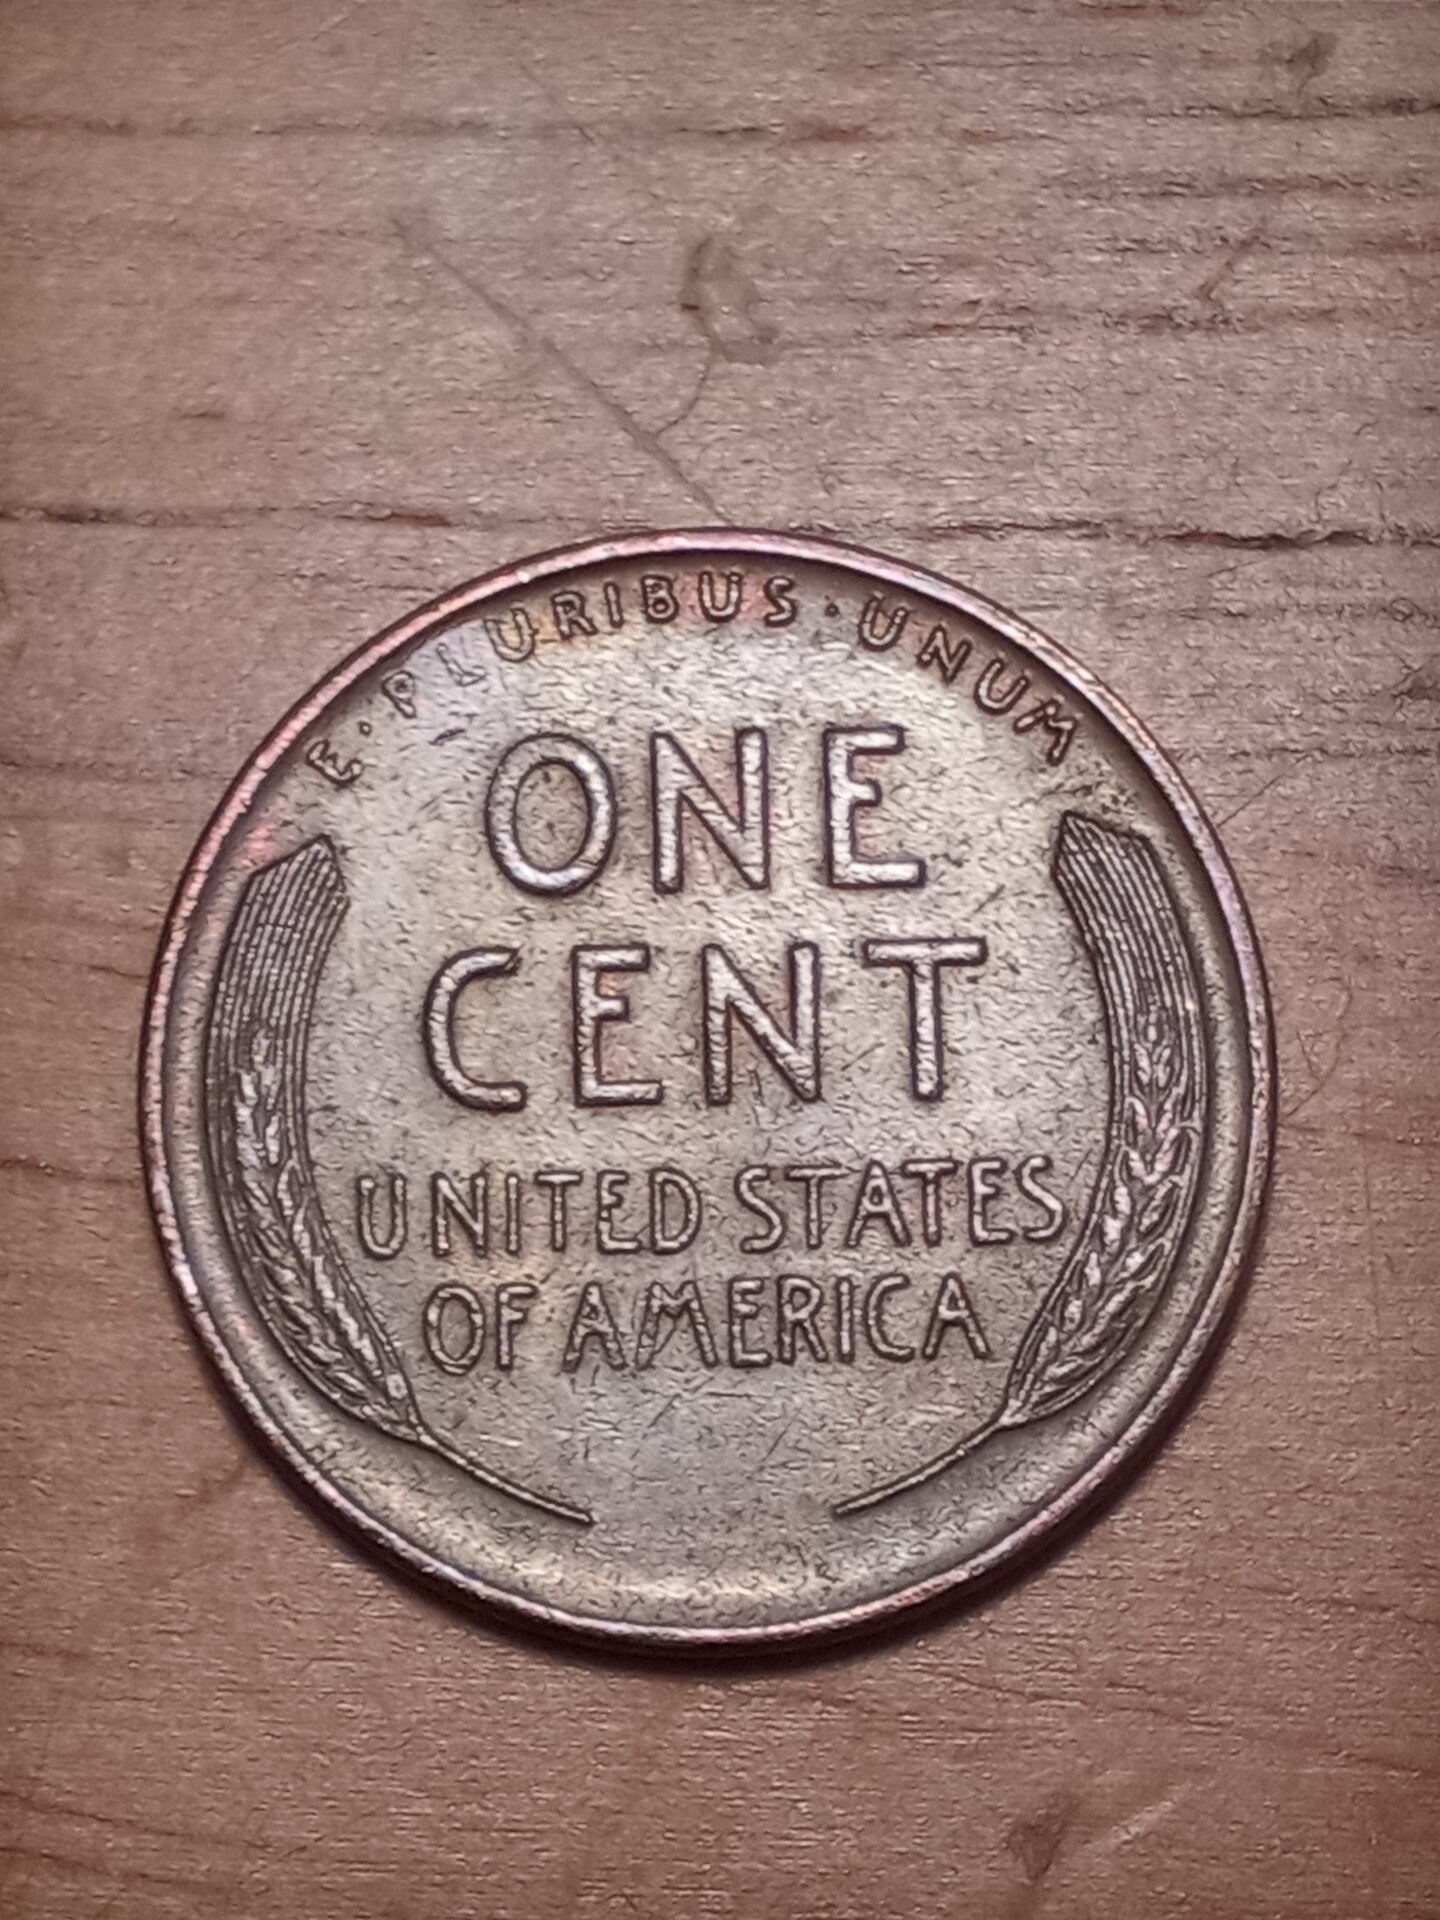 E·PLURIBUS·UNUM
ONE
CENT
UNITED STATES
OF AMERICA